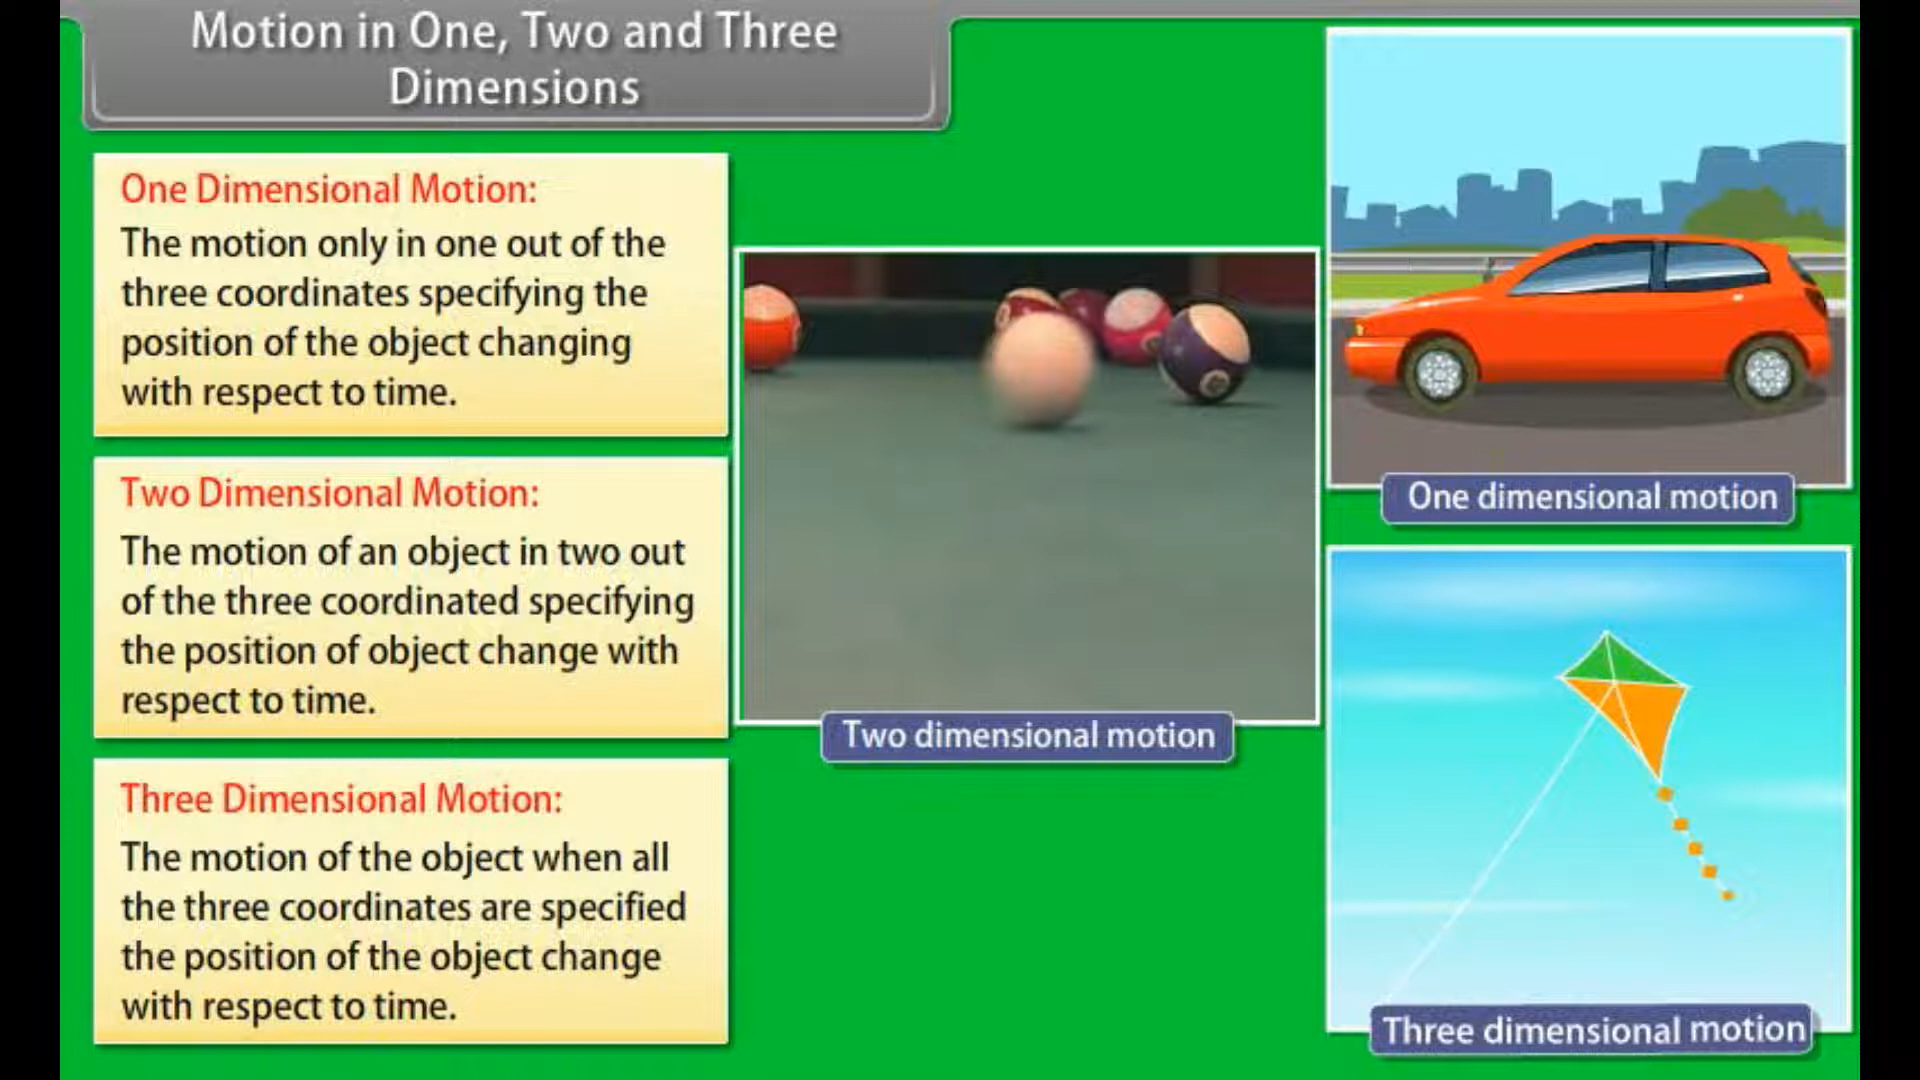 Motion in One, Two and Three
Dimensions
One Dimensional Motion:
The motion only in one out of the
three coordinates specifying the
position of the object changing
with respect to time.
Two Dimensional Motion:
The motion of an object in two out
of the three coordinated specifying
the position of object change with
respect to time.
Three Dimensional Motion:
The motion of the object when all
the three coordinates are specified
the position of the object change
with respect to time.
Two dimensional motion
One dimensional motion
Three dimensional motion